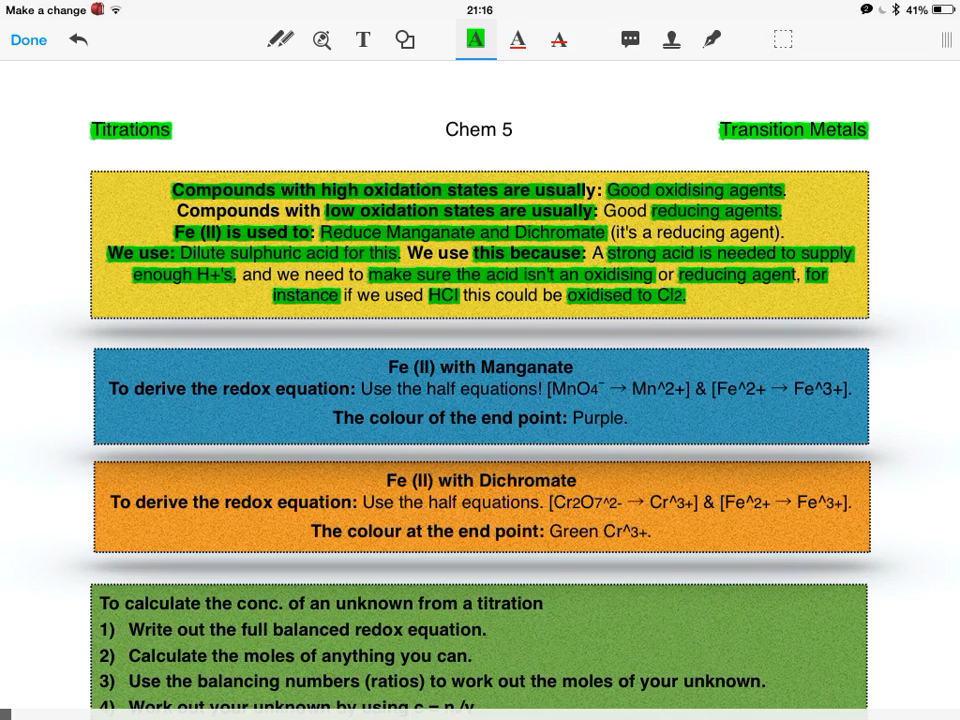 Make a change
21:16
2
41%
Done
T
A A A
Titrations Chem 5 Transition Metals
Compounds with high oxidation states are usually: Good oxidising agents.
Compounds with low oxidation states are usually: Good reducing agents.
Fe (II) is used to: Reduce Manganate and Dichromate (it's a reducing agent).
We use: Dilute sulphuric acid for this. We use this because: A strong acid is needed to supply
enough H+'s, and we need to make sure the acid isn't an oxidising or reducing agent, for
instance if we used HCl this could be oxidised to Cl2.
Fe (II) with Manganate
To derive the redox equation: Use the half equations! [MnO4⁻ → Mn^2+] & [Fe^2+ → Fe^3+].
The colour of the end point: Purple.
Fe (II) with Dichromate
To derive the redox equation: Use the half equations. [Cr2O7^2- → Cr^3+] & [Fe^2+ → Fe^3+].
The colour at the end point: Green Cr^3+.
To calculate the conc. of an unknown from a titration
1) Write out the full balanced redox equation.
2) Calculate the moles of anything you can.
3) Use the balancing numbers (ratios) to work out the moles of your unknown.
4) Work out your unknown by using c = n /v